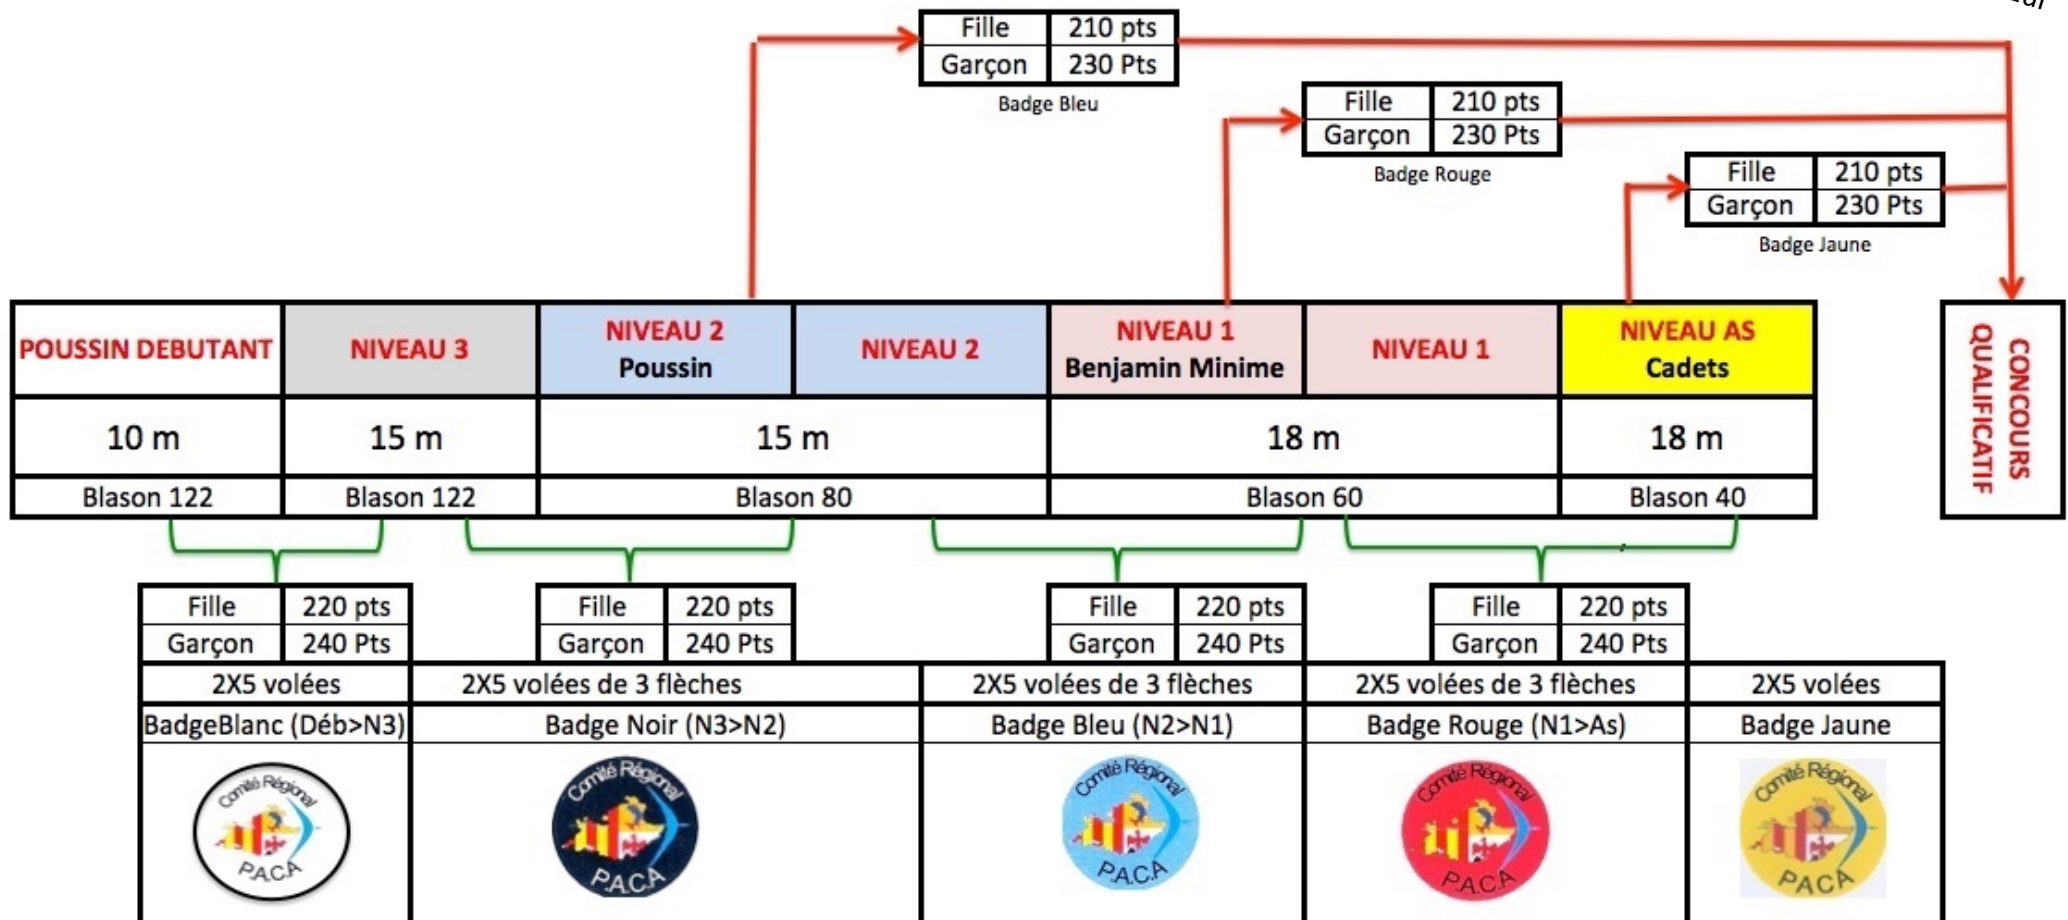 Fille 210 pts
Garçon 230 Pts
Badge Bleu
Fille 210 pts
Garçon 230 Pts
Badge Rouge
Fille 210 pts
Garçon 230 Pts
Badge Jaune
POUSSIN DEBUTANT
NIVEAU 3
NIVEAU 2
Poussin
NIVEAU 2
NIVEAU 1
Benjamin Minime
NIVEAU 1
NIVEAU AS
Cadets
CONCOURS
QUALIFICATIF
10 m 15 m 15 m 18 m 18 m
Blason 122 Blason 122 Blason 80 Blason 60 Blason 40
Fille 220 pts
Garçon 240 Pts
Fille 220 pts
Garçon 240 Pts
Fille 220 pts
Garçon 240 Pts
Fille 220 pts
Garçon 240 Pts
2X5 volées 2X5 volées de 3 flèches 2X5 volées de 3 flèches 2X5 volées de 3 flèches 2X5 volées
BadgeBlanc (Déb>N3) Badge Noir (N3>N2) Badge Bleu (N2>N1) Badge Rouge (N1>As) Badge Jaune
Comité Régional
P.A.C.A
Comité Régional
P.A.C.A
Comité Régional
P.A.C.A
Comité Régional
P.A.C.A
Comité Régional
PACA